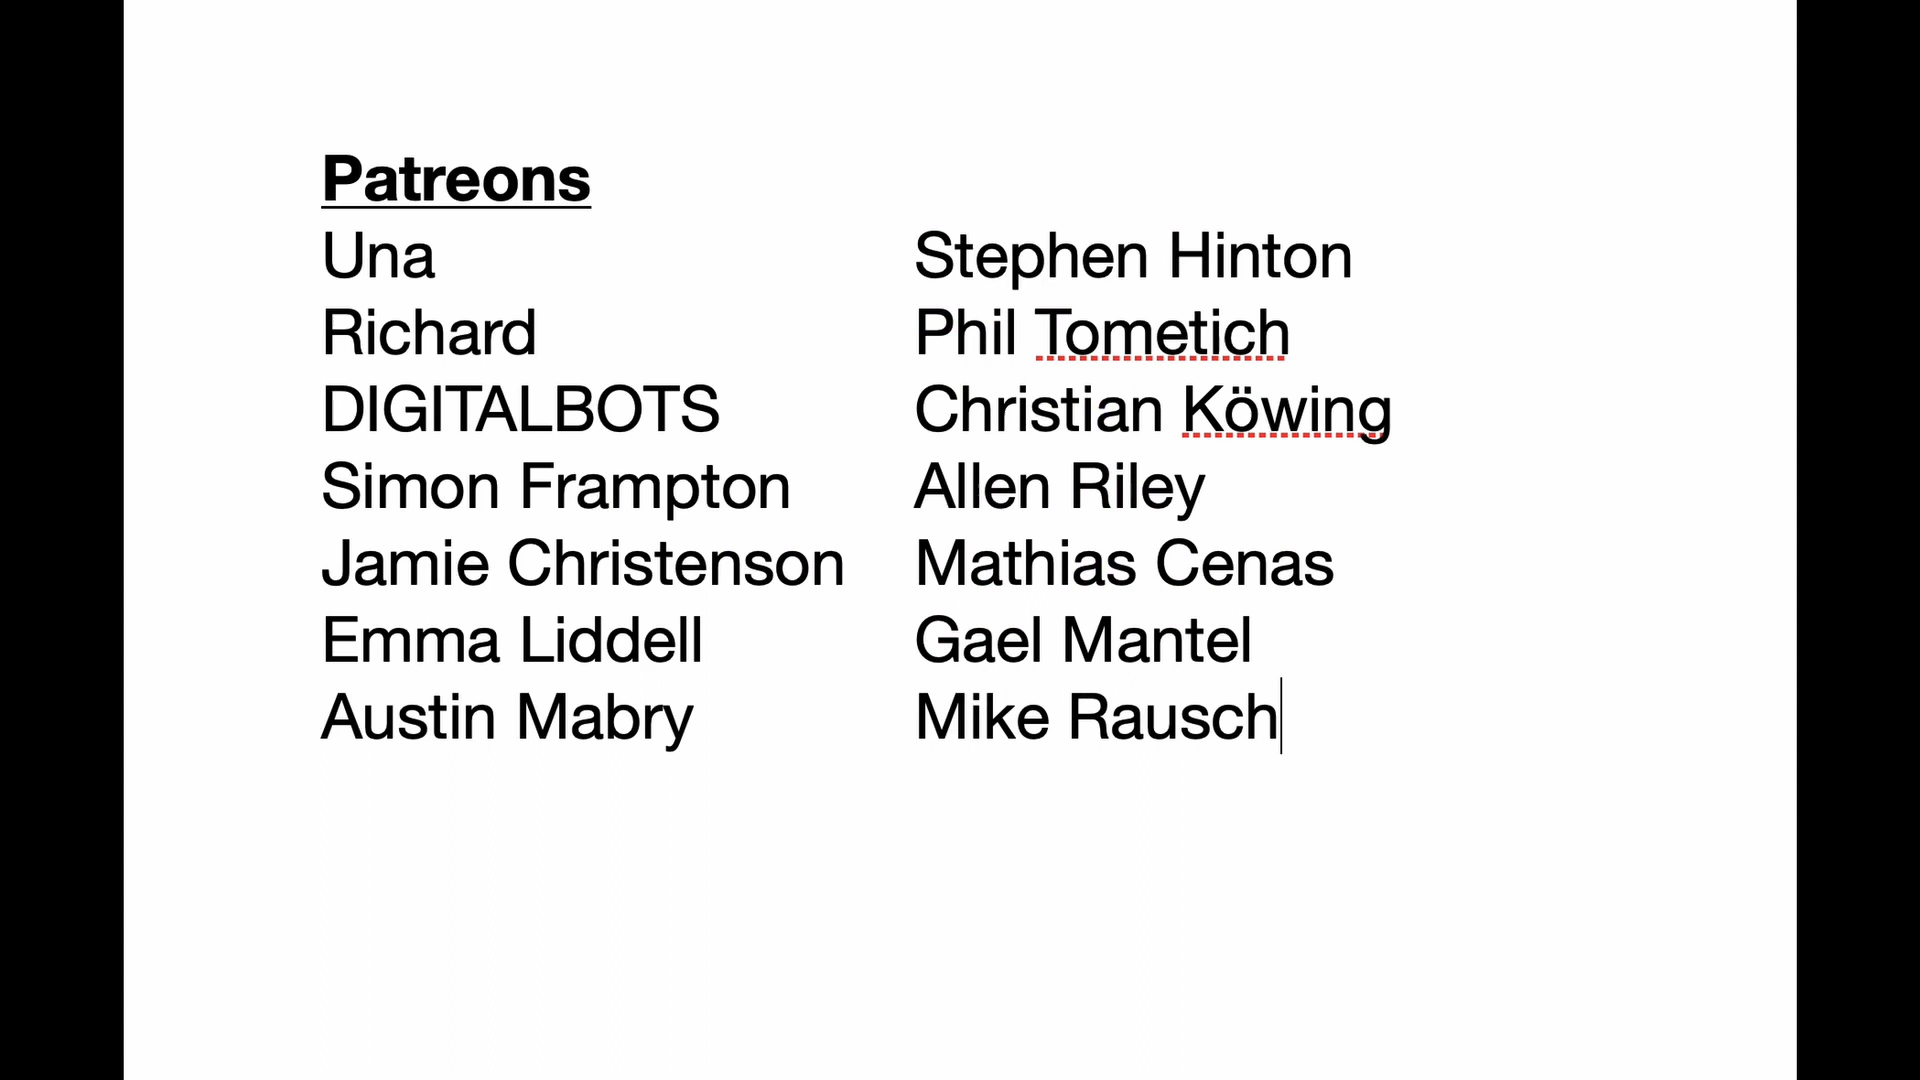 Patreons
Una
Richard
DIGITALBOTS
Simon Frampton
Jamie Christenson
Emma Liddell
Austin Mabry
Stephen Hinton
Phil Tometich
Christian Köwing
Allen Riley
Mathias Cenas
Gael Mantel
Mike Rausch